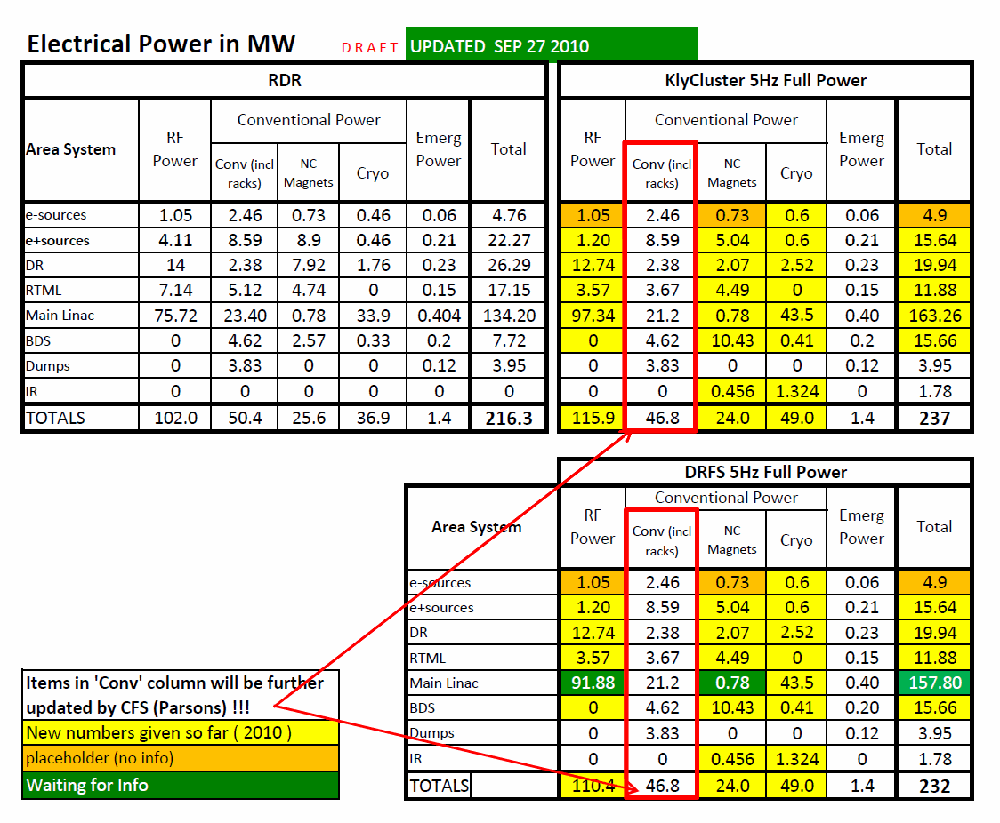 Electrical Power in MW DRAFT UPDATED SEP 27 2010
RDR
Area System RF Power Conventional Power Emerg Power Total
Conv (incl racks) NC Magnets Cryo
e-sources 1.05 2.46 0.73 0.46 0.06 4.76
e+sources 4.11 8.59 8.9 0.46 0.21 22.27
DR 14 2.38 7.92 1.76 0.23 26.29
RTML 7.14 5.12 4.74 0 0.15 17.15
Main Linac 75.72 23.40 0.78 33.9 0.404 134.20
BDS 0 4.62 2.57 0.33 0.2 7.72
Dumps 0 3.83 0 0 0.12 3.95
IR 0 0 0 0 0 0
TOTALS 102.0 50.4 25.6 36.9 1.4 216.3
KlyCluster 5Hz Full Power
RF Power Conventional Power Emerg Power Total
Conv (incl racks) NC Magnets Cryo
1.05 2.46 0.73 0.6 0.06 4.9
1.20 8.59 5.04 0.6 0.21 15.64
12.74 2.38 2.07 2.52 0.23 19.94
3.57 3.67 4.49 0 0.15 11.88
97.34 21.2 0.78 43.5 0.40 163.26
0 4.62 10.43 0.41 0.2 15.66
0 3.83 0 0 0.12 3.95
0 0 0.456 1.324 0 1.78
115.9 46.8 24.0 49.0 1.4 237
DRFS 5Hz Full Power
Area System RF Power Conventional Power Emerg Power Total
Conv (incl racks) NC Magnets Cryo
e-sources 1.05 2.46 0.73 0.6 0.06 4.9
e+sources 1.20 8.59 5.04 0.6 0.21 15.64
DR 12.74 2.38 2.07 2.52 0.23 19.94
RTML 3.57 3.67 4.49 0 0.15 11.88
Main Linac 91.88 21.2 0.78 43.5 0.40 157.80
BDS 0 4.62 10.43 0.41 0.20 15.66
Dumps 0 3.83 0 0 0.12 3.95
IR 0 0 0.456 1.324 0 1.78
TOTALS 110.4 46.8 24.0 49.0 1.4 232
Items in 'Conv' column will be further
updated by CFS (Parsons) !!!
New numbers given so far ( 2010 )
placeholder (no info)
Waiting for Info